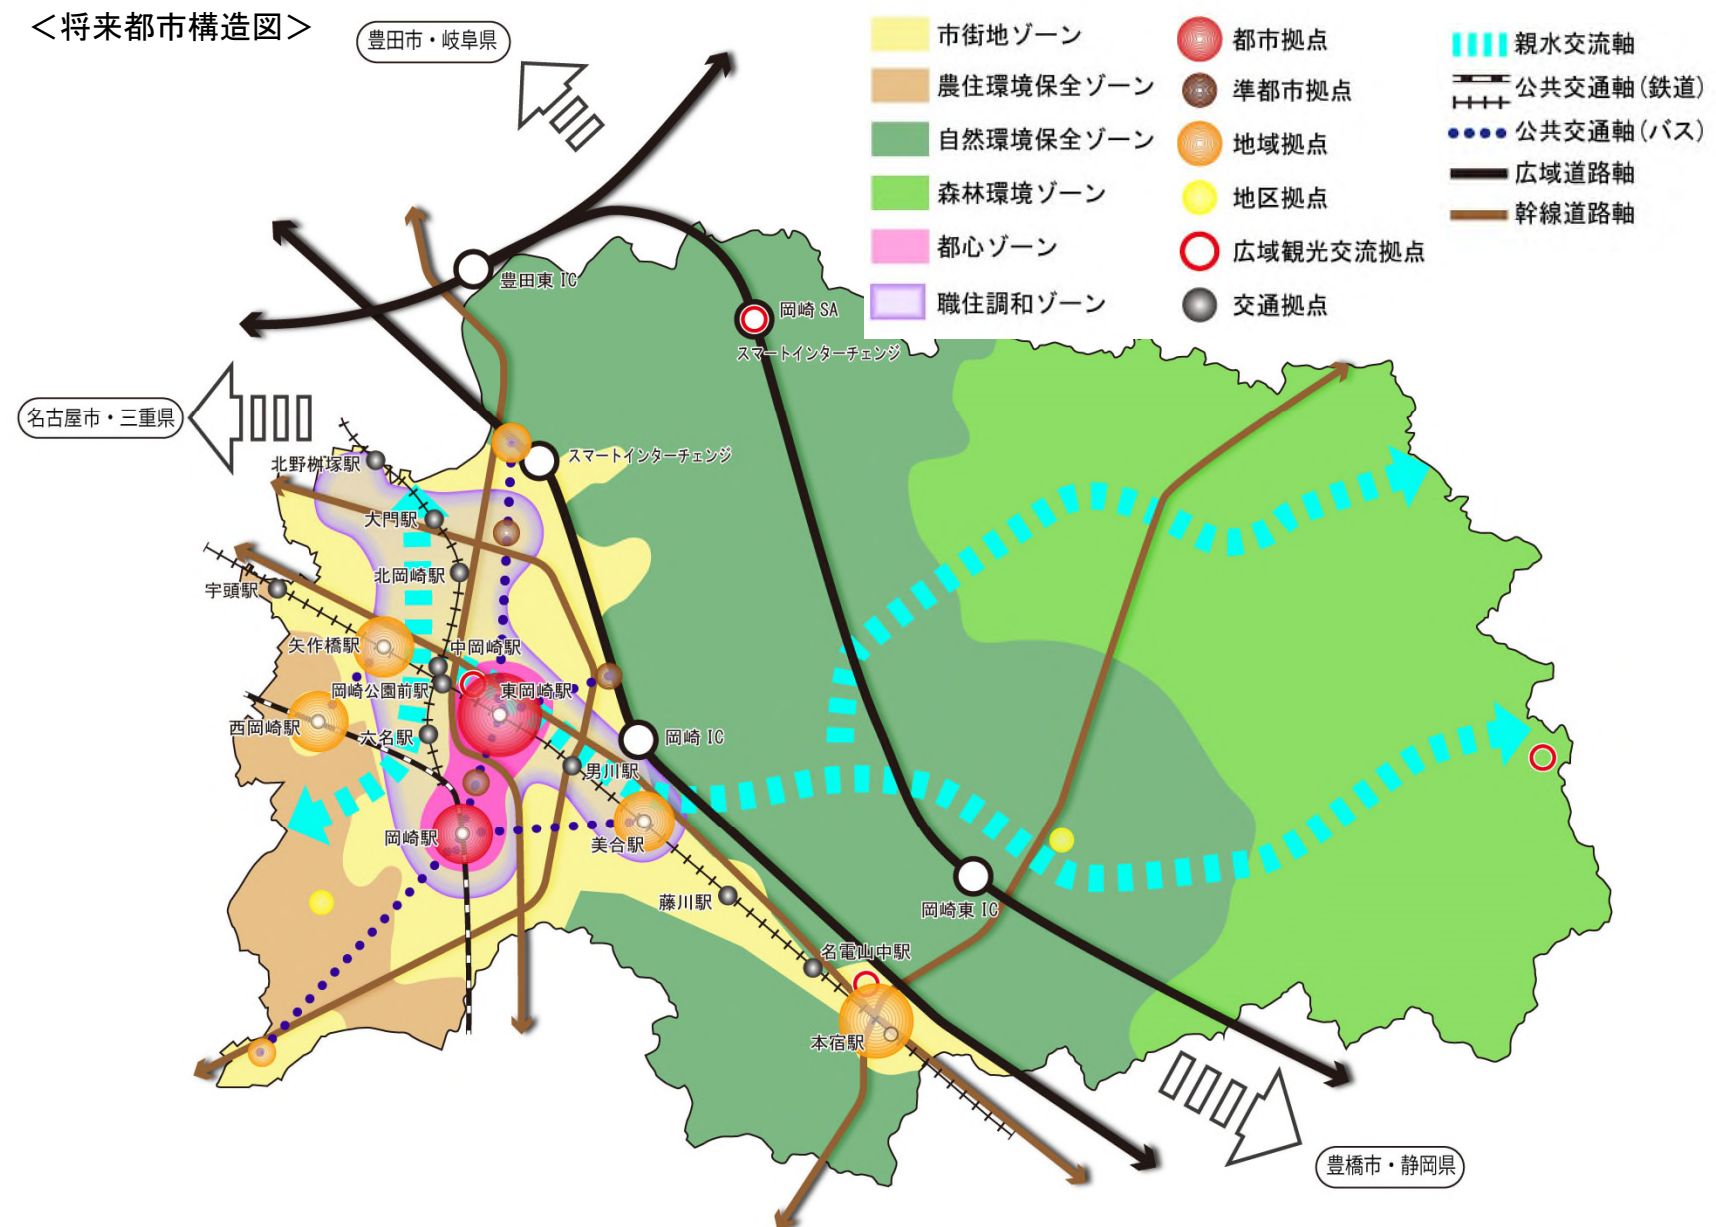 ＜将来都市構造図＞
豊田市・岐阜県
市街地ゾーン
農住環境保全ゾーン
自然環境保全ゾーン
森林環境ゾーン
都心ゾーン
職住調和ゾーン
都市拠点
準都市拠点
地域拠点
地区拠点
広域観光交流拠点
交通拠点
親水交流軸
公共交通軸(鉄道)
公共交通軸(バス)
広域道路軸
幹線道路軸
豊田東 IC
岡崎 SA
スマートインターチェンジ
名古屋市・三重県
スマートインターチェンジ
北野桝塚駅
大門駅
北岡崎駅
宇頭駅
矢作橋駅
中岡崎駅
岡崎公園前駅
東岡崎駅
西岡崎駅
六名駅
岡崎 IC
男川駅
岡崎駅
美合駅
藤川駅
岡崎東 IC
名電山中駅
本宿駅
豊橋市・静岡県